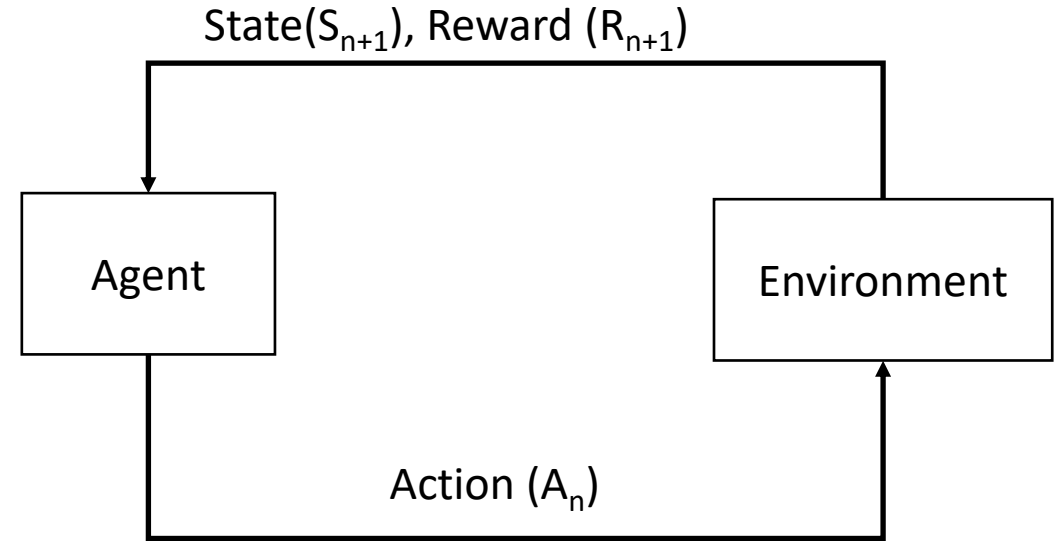 State(Sₙ₊₁), Reward (Rₙ₊₁)
Agent
Environment
Action (Aₙ)